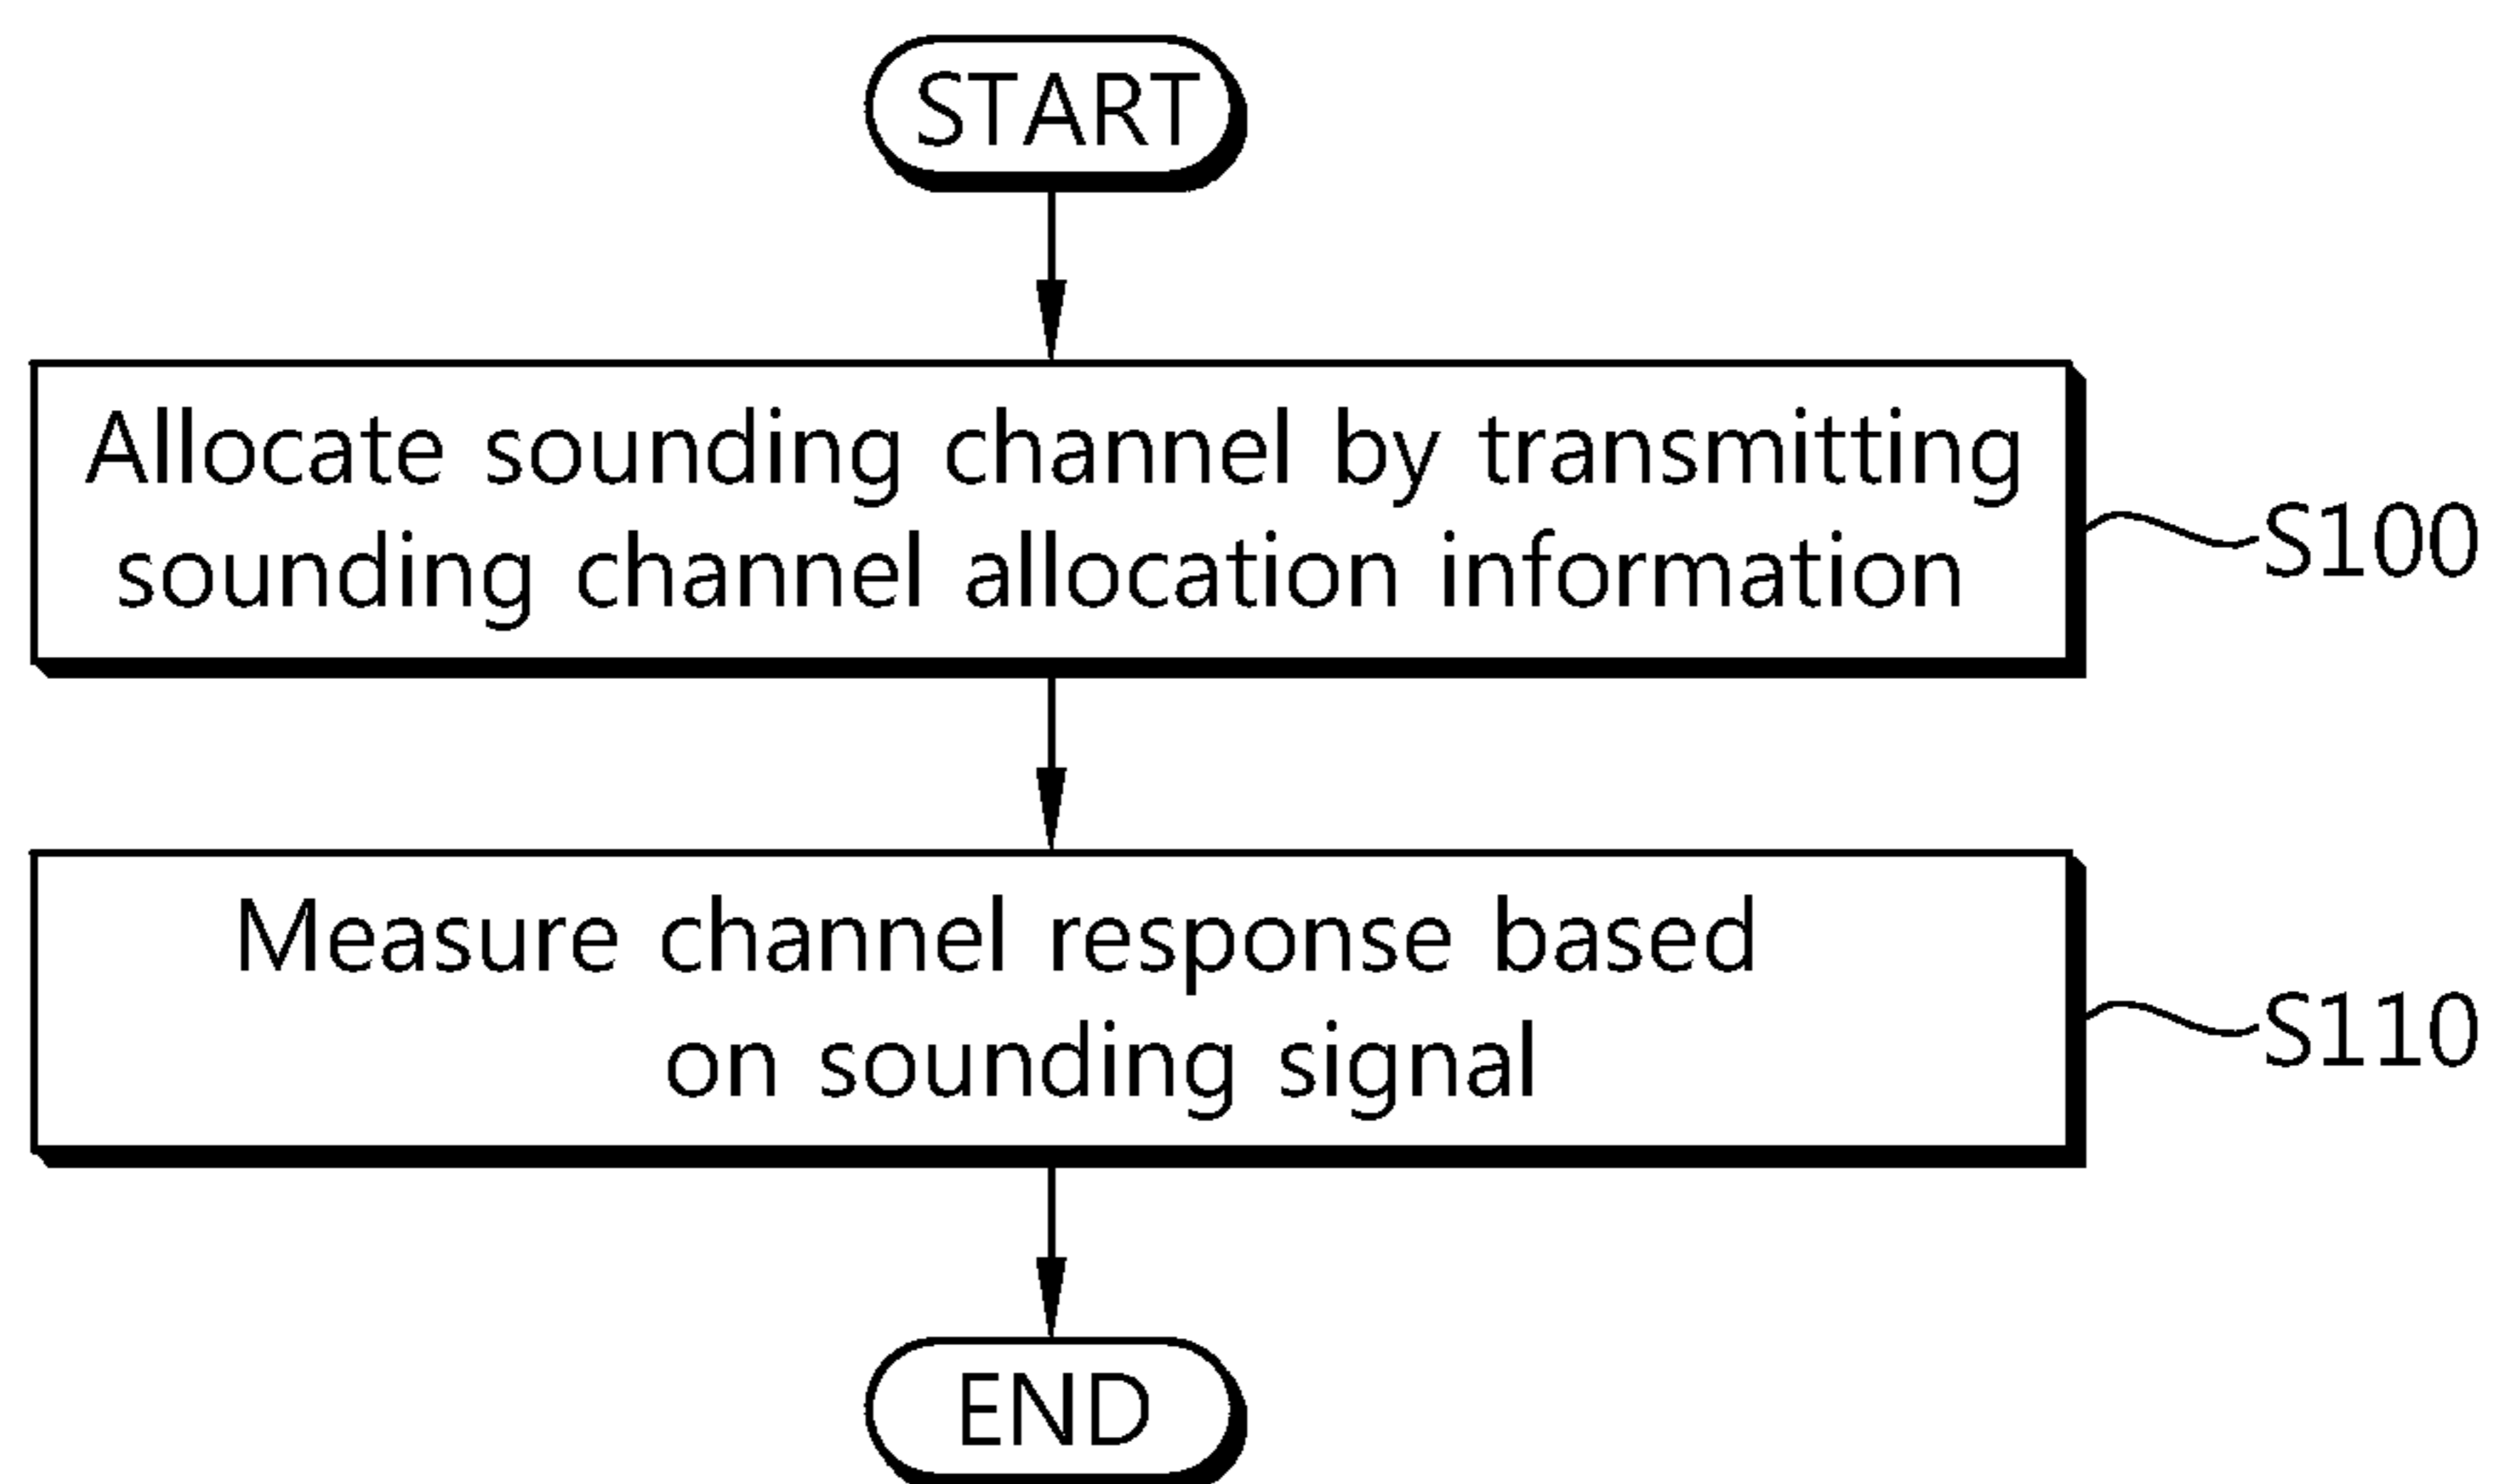 START
Allocate sounding channel by transmitting
sounding channel allocation information
S100
Measure channel response based
on sounding signal
S110
END